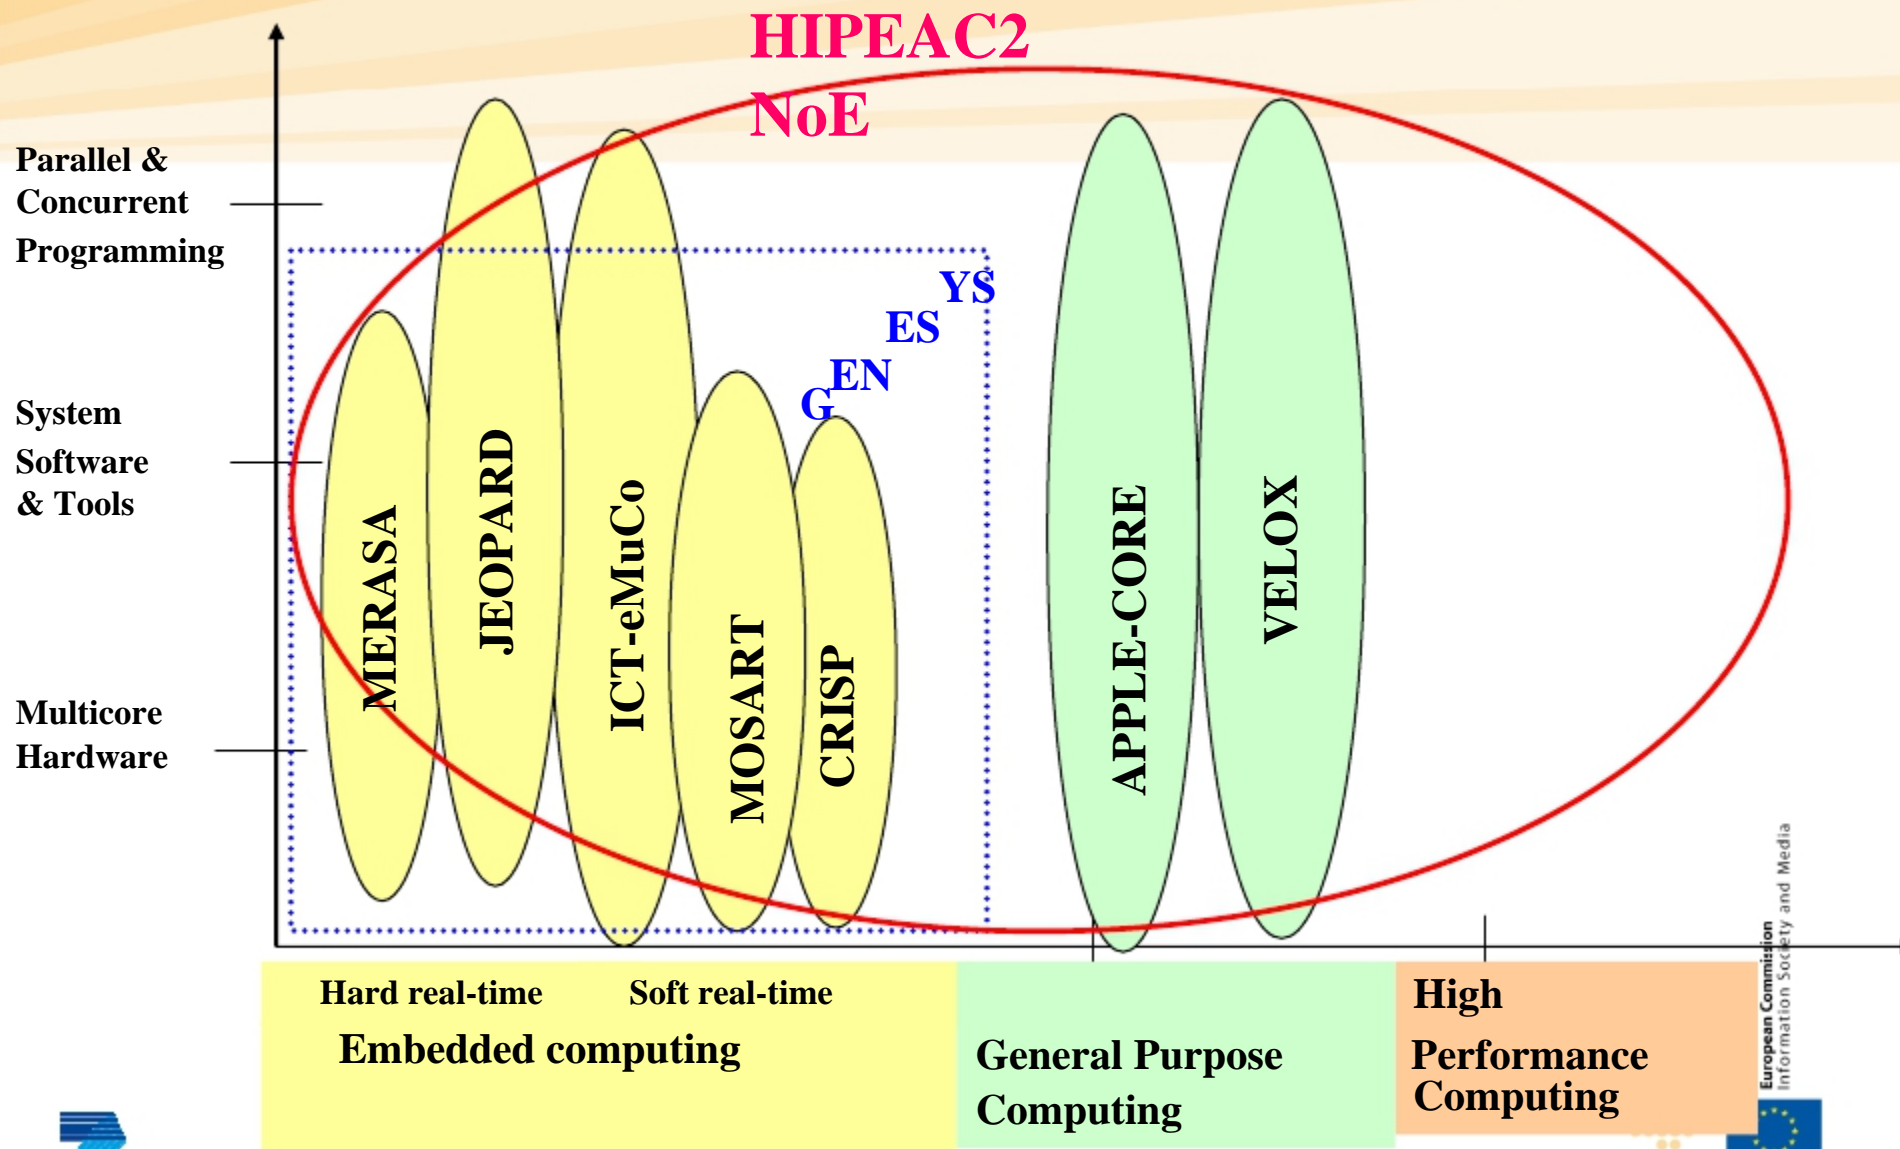 HIPEAC2
NoE
Parallel &
Concurrent
Programming
System
Software
& Tools
Multicore
Hardware
YS
ES
EN
G
MERASA
JEOPARD
ICT-eMuCo
MOSART
CRISP
APPLE-CORE
VELOX
Hard real-time
Soft real-time
Embedded computing
General Purpose
Computing
High
Performance
Computing
European Commission
Information Society and Media